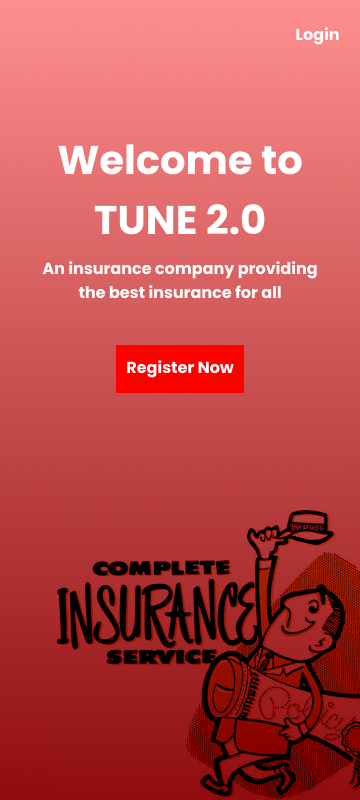 Login
Welcome to
TUNE 2.0
An insurance company providing
the best insurance for all
Register Now
COMPLETE
INSURANCE
SERVICE
Policy